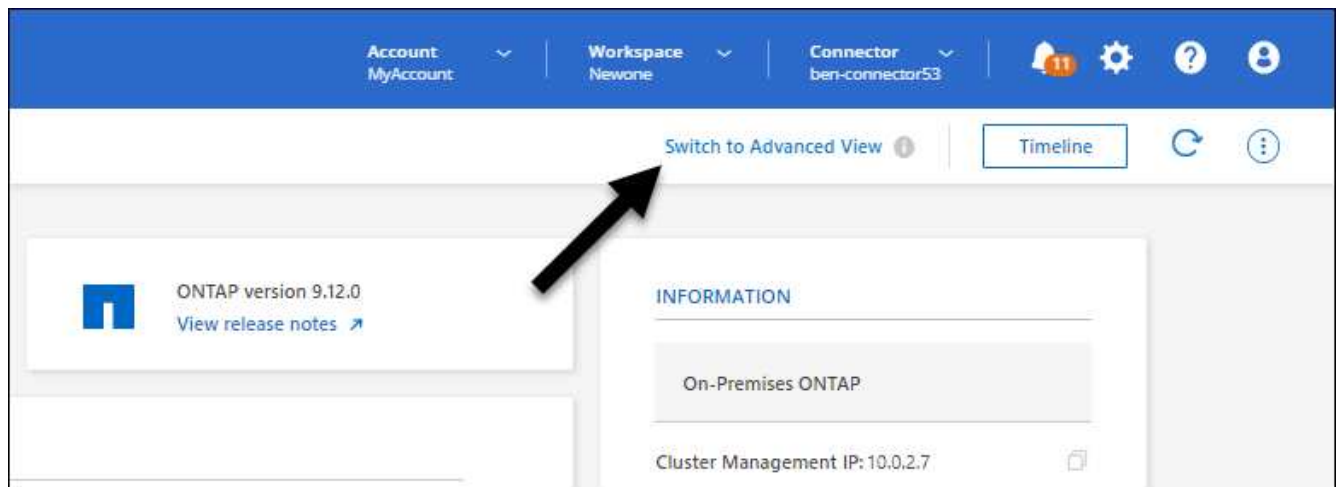 Account
MyAccount
Workspace
Newone
Connector
ben-connector53
11
Switch to Advanced View
Timeline
ONTAP version 9.12.0
View release notes
INFORMATION
On-Premises ONTAP
Cluster Management IP: 10.0.2.7